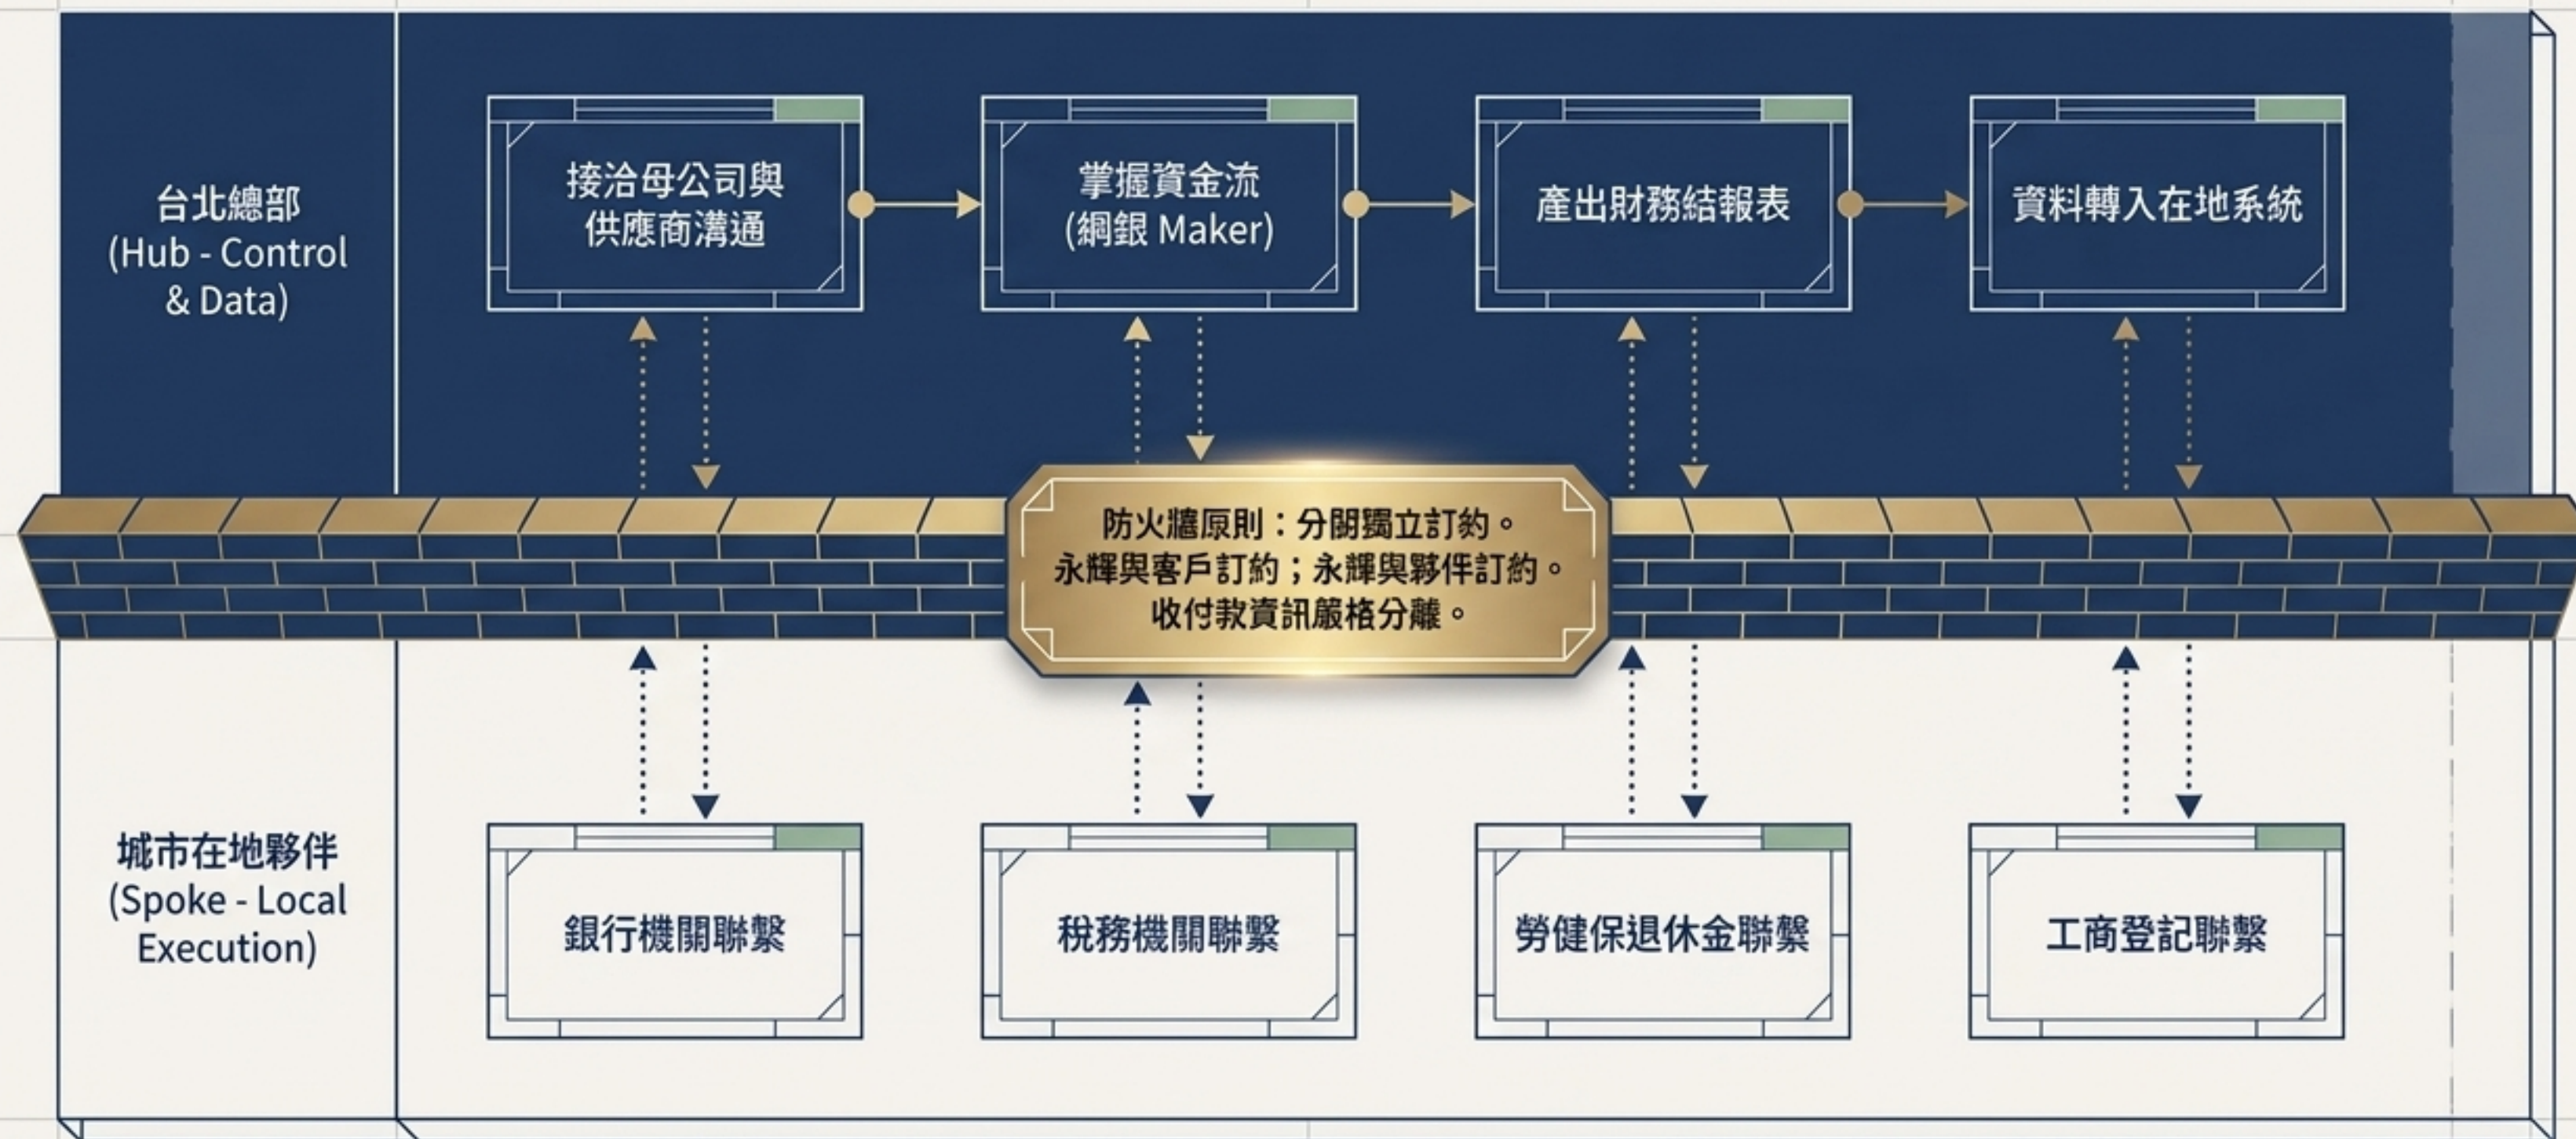 台北總部
(Hub - Control
& Data)
接洽母公司與
供應商溝通
掌握資金流
(綱銀 Maker)
產出財務結報表
資料轉入在地系統
防火牆原則：分開獨立訂約。
永輝與客戶訂約；永輝與夥伴訂約。
收付款資訊嚴格分離。
城市在地夥伴
(Spoke - Local
Execution)
銀行機關聯繫
稅務機關聯繫
勞健保退休金聯繫
工商登記聯繫